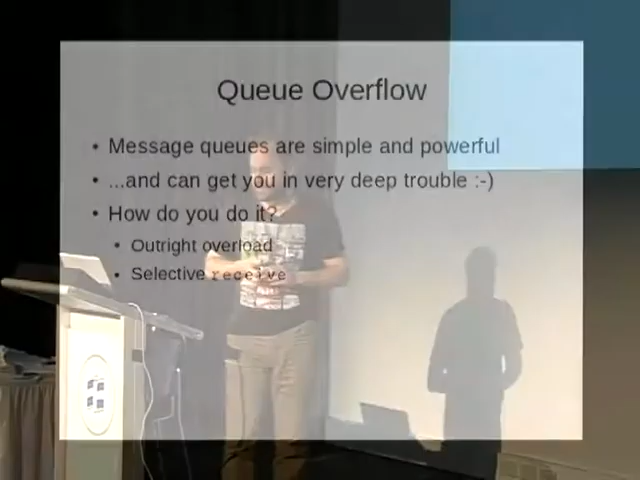 Queue Overflow
• Message queues are simple and powerful
• ...and can get you in very deep trouble :-)
• How do you do it?
• Outright overload
• Selective receive